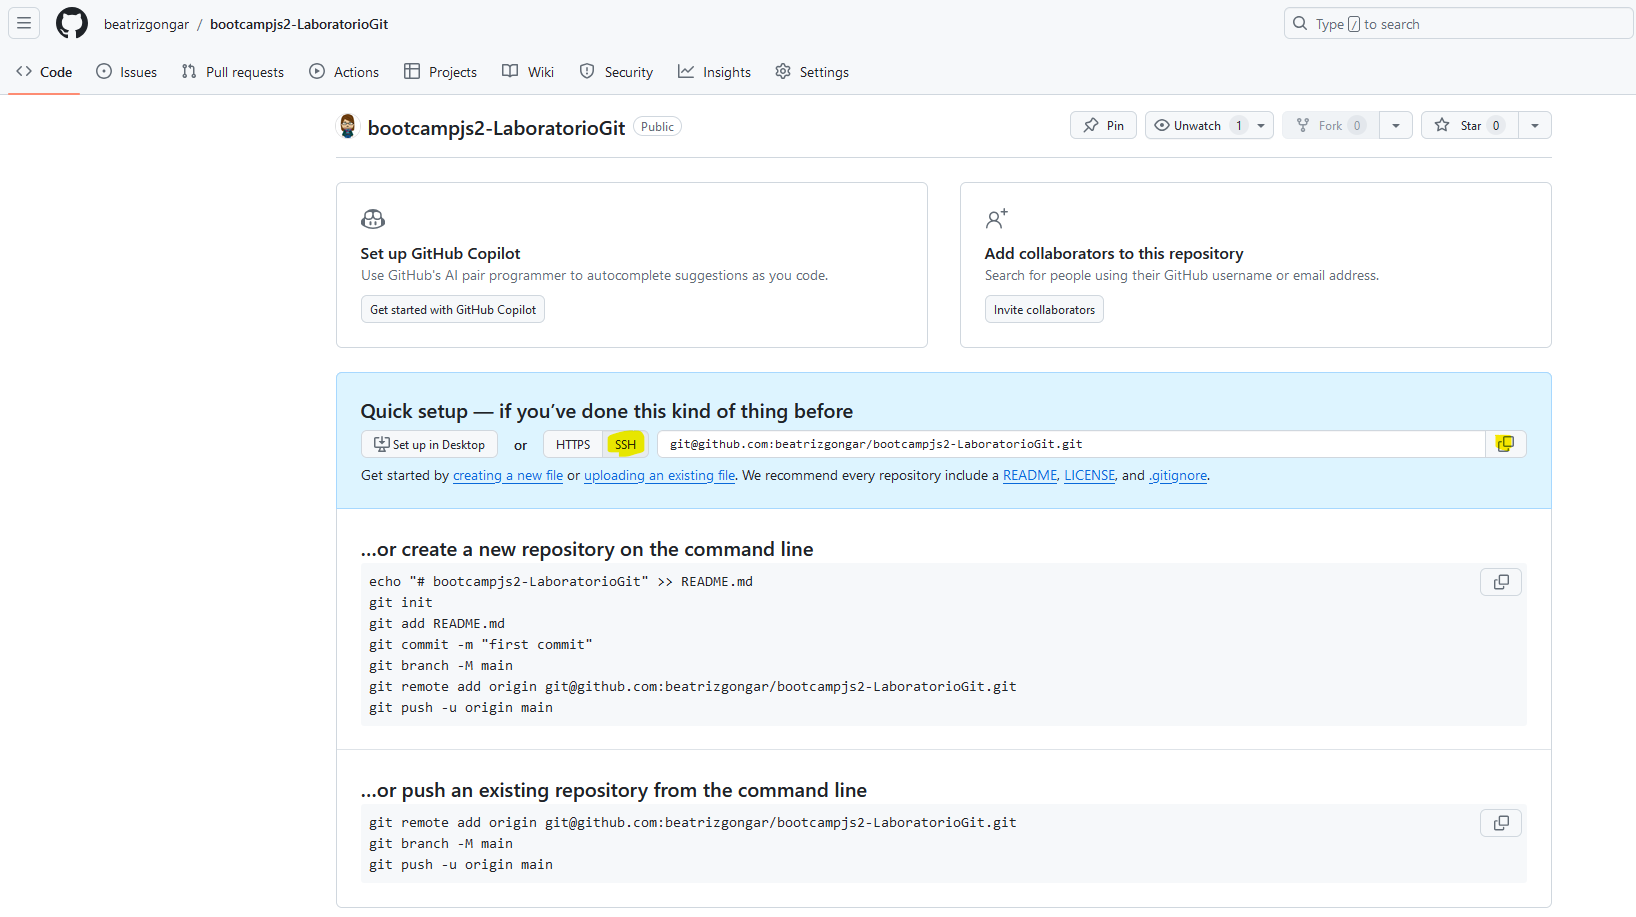 beatrizgongar / bootcampjs2-LaboratorioGit
Type / to search
Code Issues Pull requests Actions Projects Wiki Security Insights Settings
bootcampjs2-LaboratorioGit Public
Pin Unwatch 1 Fork 0 Star 0
Set up GitHub Copilot
Use GitHub's AI pair programmer to autocomplete suggestions as you code.
Get started with GitHub Copilot
Add collaborators to this repository
Search for people using their GitHub username or email address.
Invite collaborators
Quick setup — if you’ve done this kind of thing before
Set up in Desktop or HTTPS SSH git@github.com:beatrizgongar/bootcampjs2-LaboratorioGit.git
Get started by creating a new file or uploading an existing file. We recommend every repository include a README, LICENSE, and .gitignore.
…or create a new repository on the command line
echo "# bootcampjs2-LaboratorioGit" >> README.md
git init
git add README.md
git commit -m "first commit"
git branch -M main
git remote add origin git@github.com:beatrizgongar/bootcampjs2-LaboratorioGit.git
git push -u origin main
…or push an existing repository from the command line
git remote add origin git@github.com:beatrizgongar/bootcampjs2-LaboratorioGit.git
git branch -M main
git push -u origin main